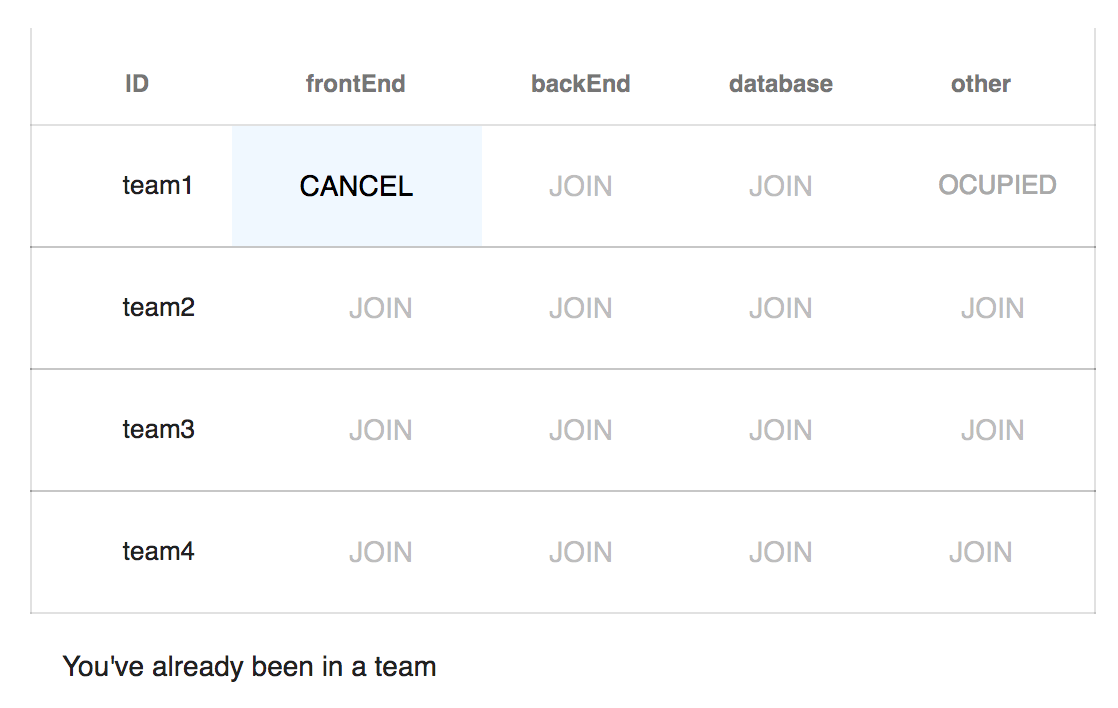 ID frontEnd backEnd database other
team1 CANCEL JOIN JOIN OCUPIED
team2 JOIN JOIN JOIN JOIN
team3 JOIN JOIN JOIN JOIN
team4 JOIN JOIN JOIN JOIN
You've already been in a team